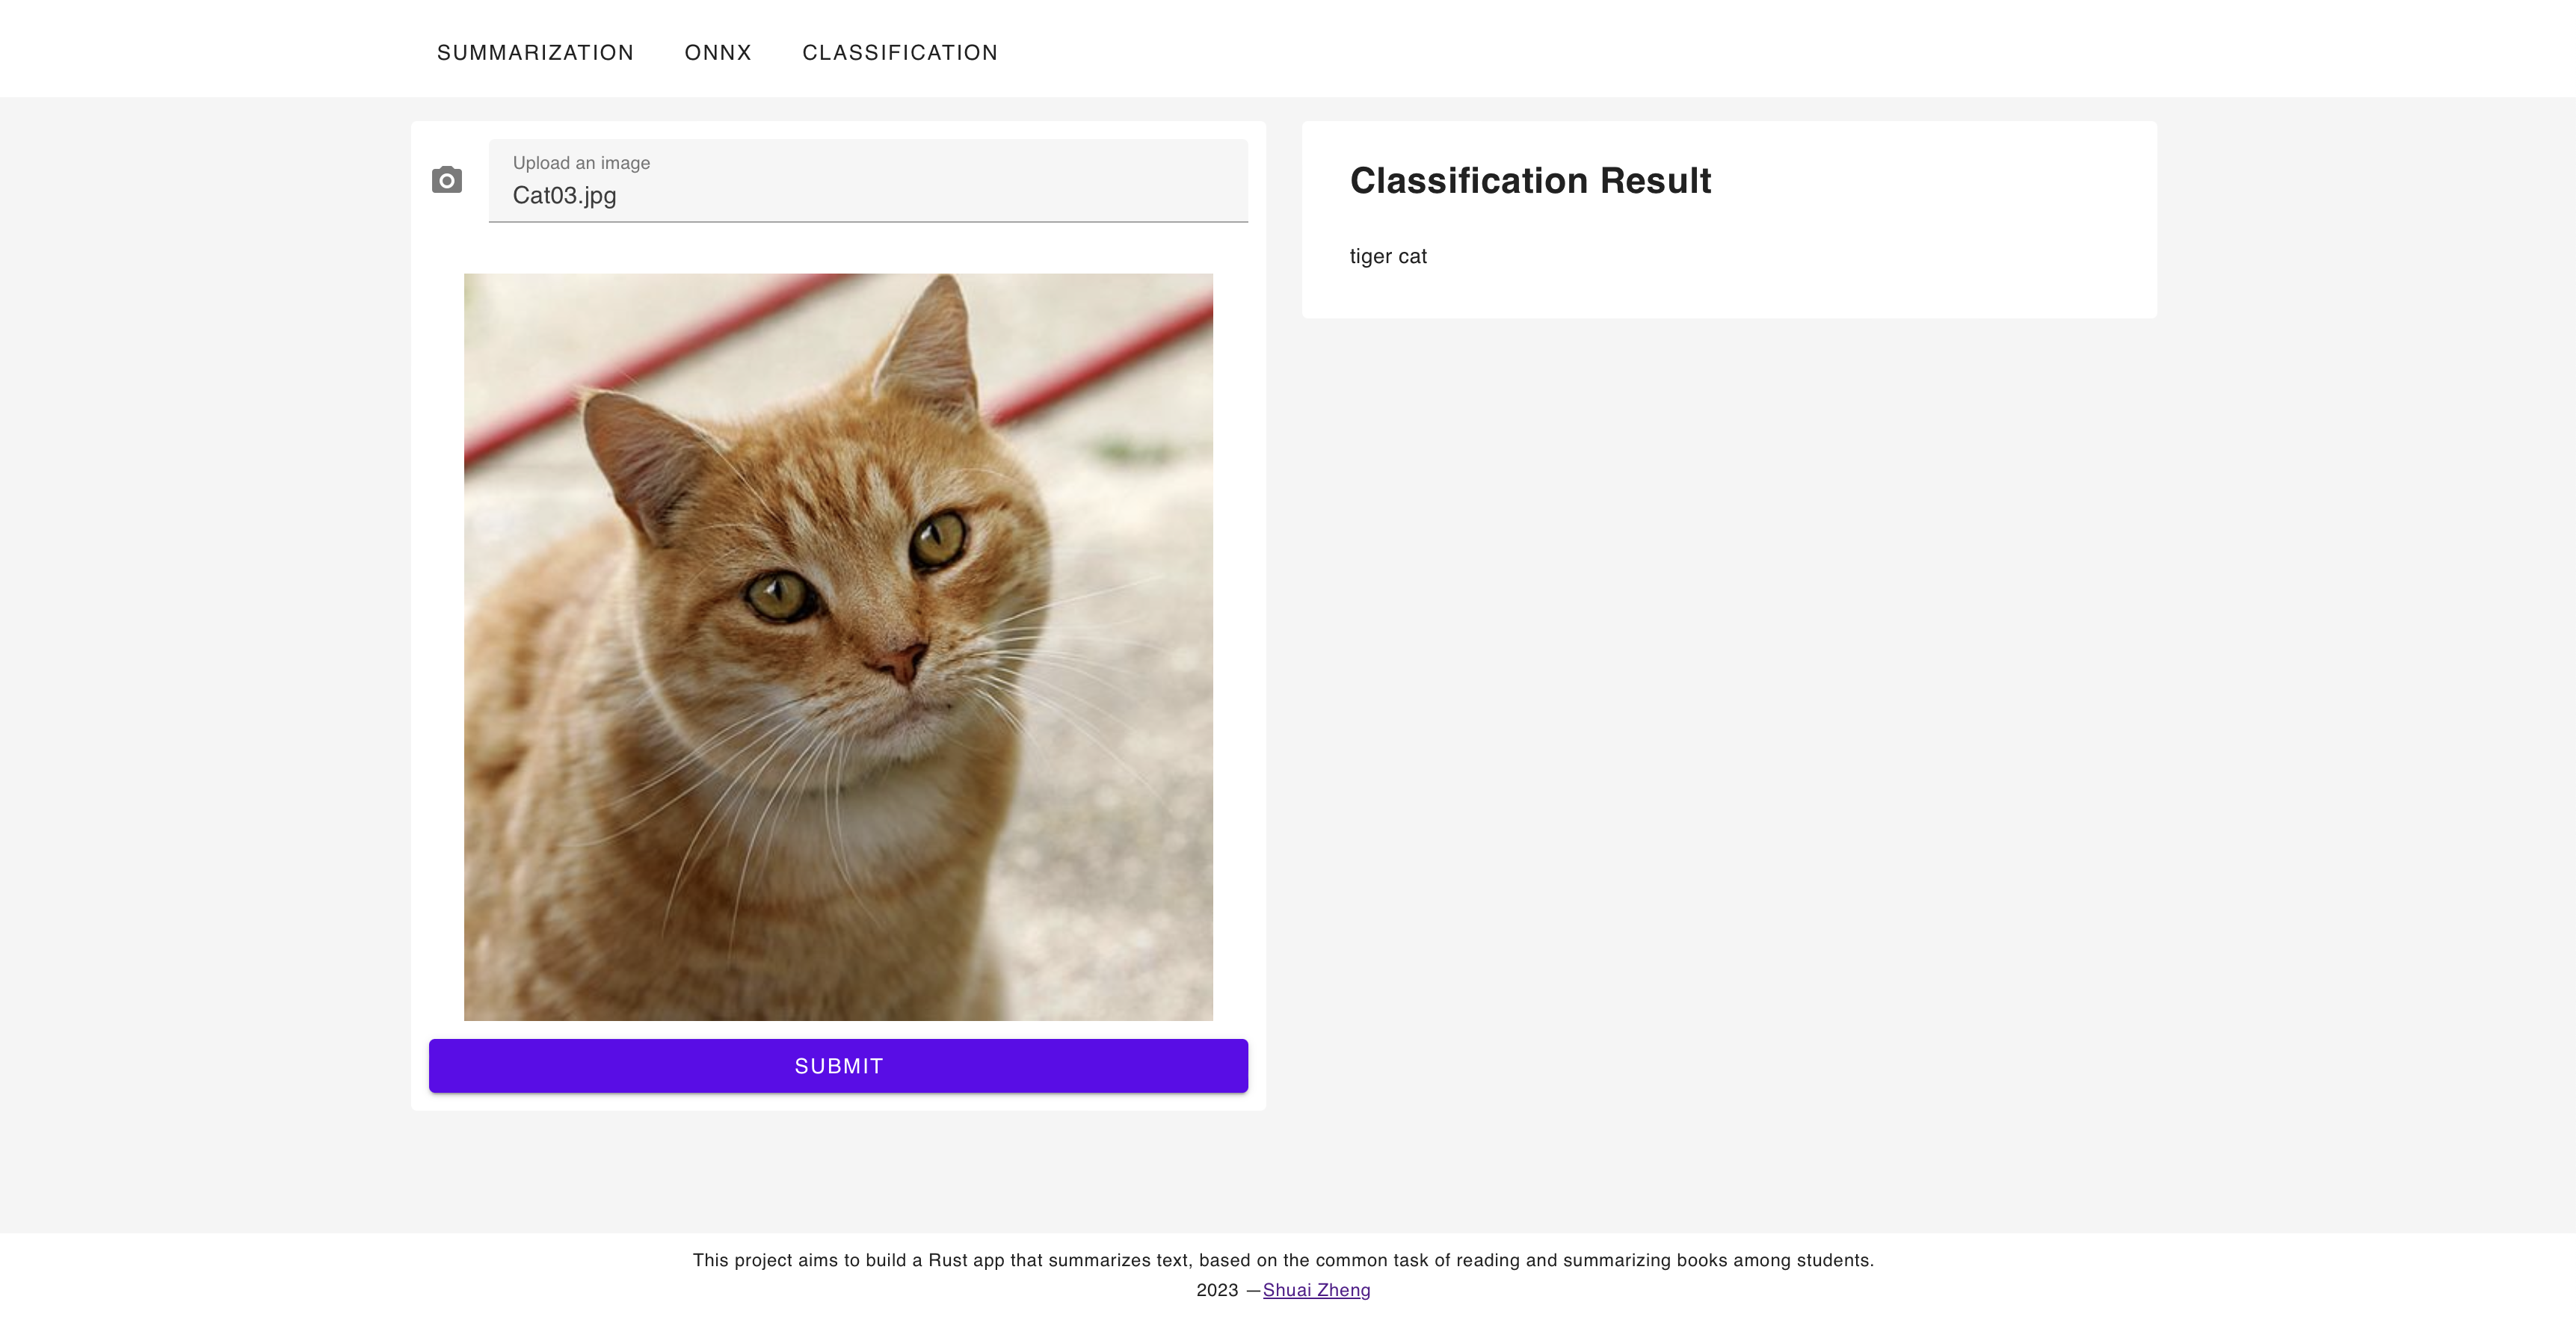 SUMMARIZATION ONNX CLASSIFICATION
Upload an image
Cat03.jpg
SUBMIT
Classification Result
tiger cat
This project aims to build a Rust app that summarizes text, based on the common task of reading and summarizing books among students.
2023 —Shuai Zheng